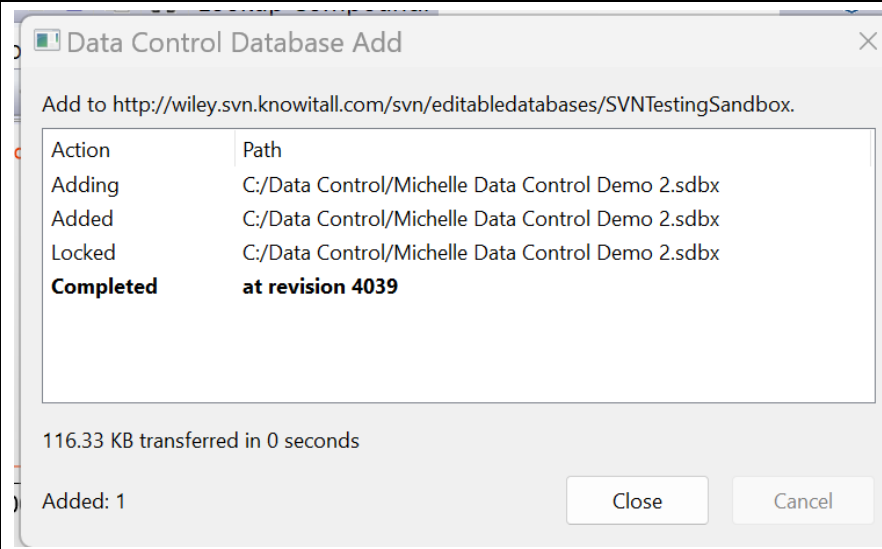 Data Control Database Add
Add to http://wiley.svn.knowitall.com/svn/editabledatabases/SVNTestingSandbox.
Action Path
Adding C:/Data Control/Michelle Data Control Demo 2.sdbx
Added C:/Data Control/Michelle Data Control Demo 2.sdbx
Locked C:/Data Control/Michelle Data Control Demo 2.sdbx
Completed at revision 4039
116.33 KB transferred in 0 seconds
Added: 1 Close Cancel